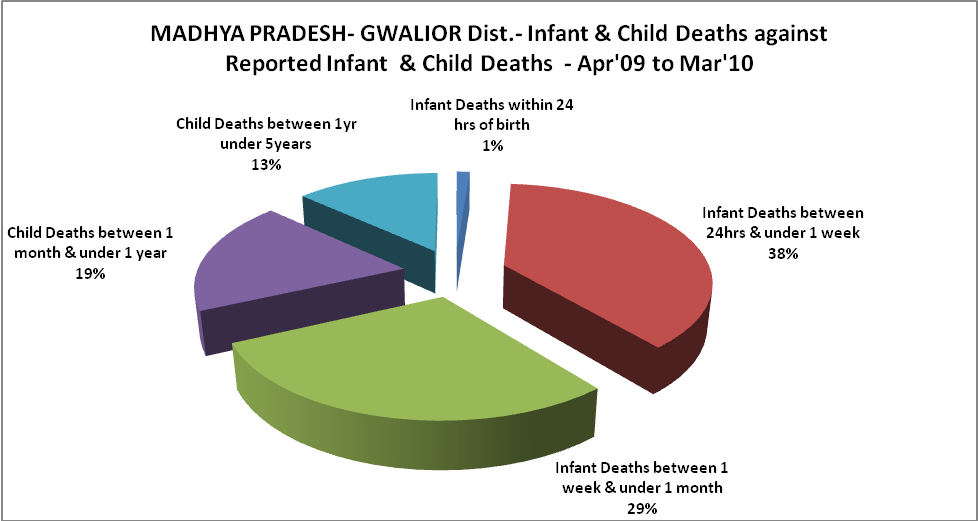 MADHYA PRADESH- GWALIOR Dist.- Infant & Child Deaths against
Reported Infant & Child Deaths - Apr'09 to Mar'10
Infant Deaths within 24
hrs of birth
1%
Child Deaths between 1yr
under 5years
13%
Infant Deaths between
24hrs & under 1 week
38%
Child Deaths between 1
month & under 1 year
19%
Infant Deaths between 1
week & under 1 month
29%